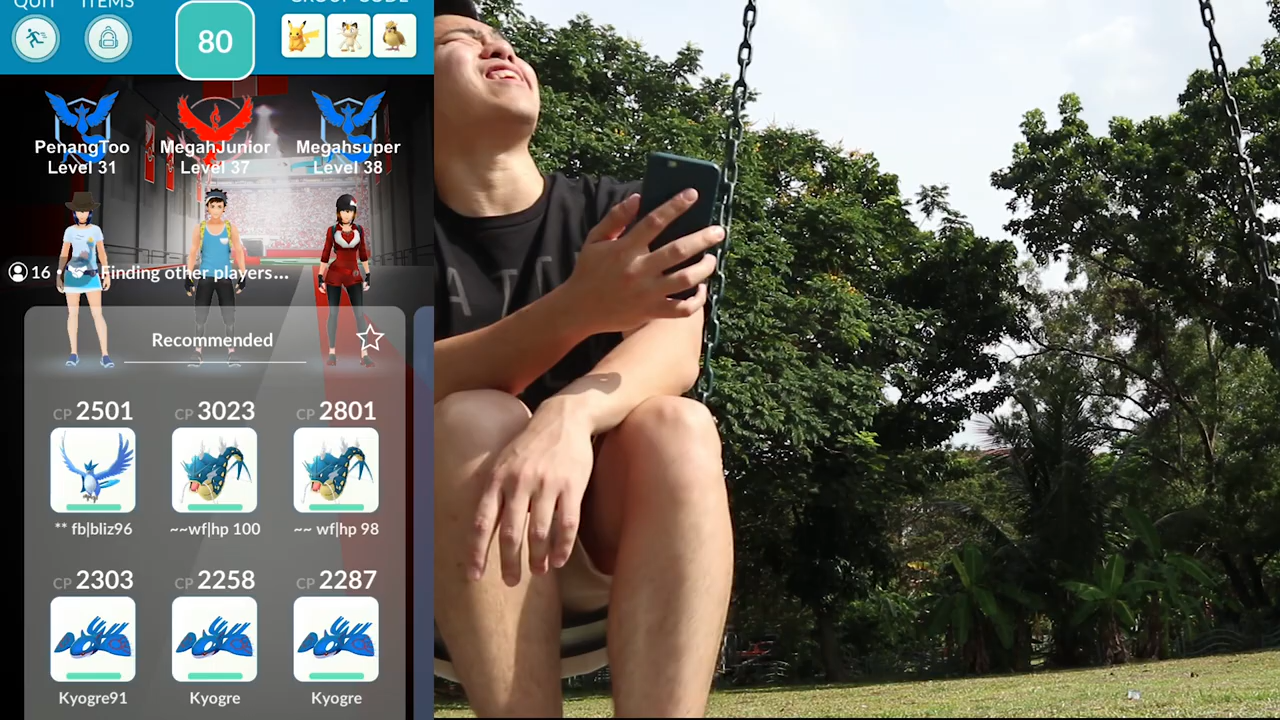 QUIT ITEMS
GROUP CODE
80
PenangToo
Level 31
MegahJunior
Level 37
Megahsuper
Level 38
16 • Finding other players...
Recommended
CP 2501
CP 3023
CP 2801
** fb|bliz96
~~wf|hp 100
~~ wf|hp 98
CP 2303
CP 2258
CP 2287
Kyogre91
Kyogre
Kyogre